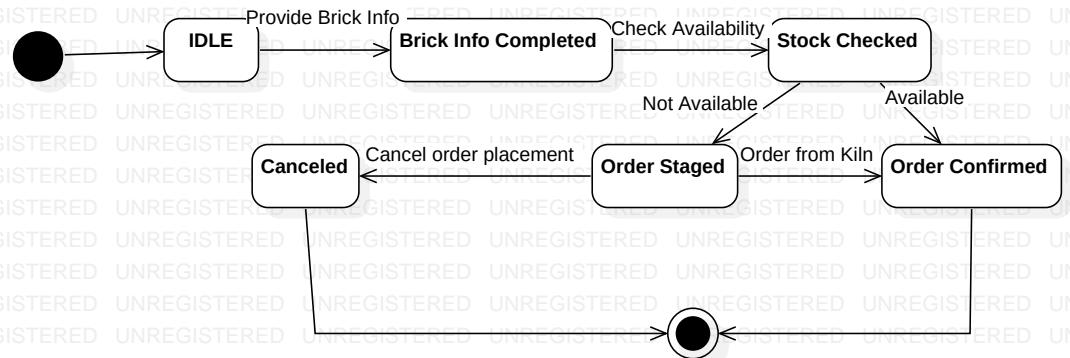 Provide Brick Info
IDLE
Brick Info Completed
Check Availability
Stock Checked
Not Available
Available
Canceled
Cancel order placement
Order Staged
Order from Kiln
Order Confirmed
UNREGISTERED